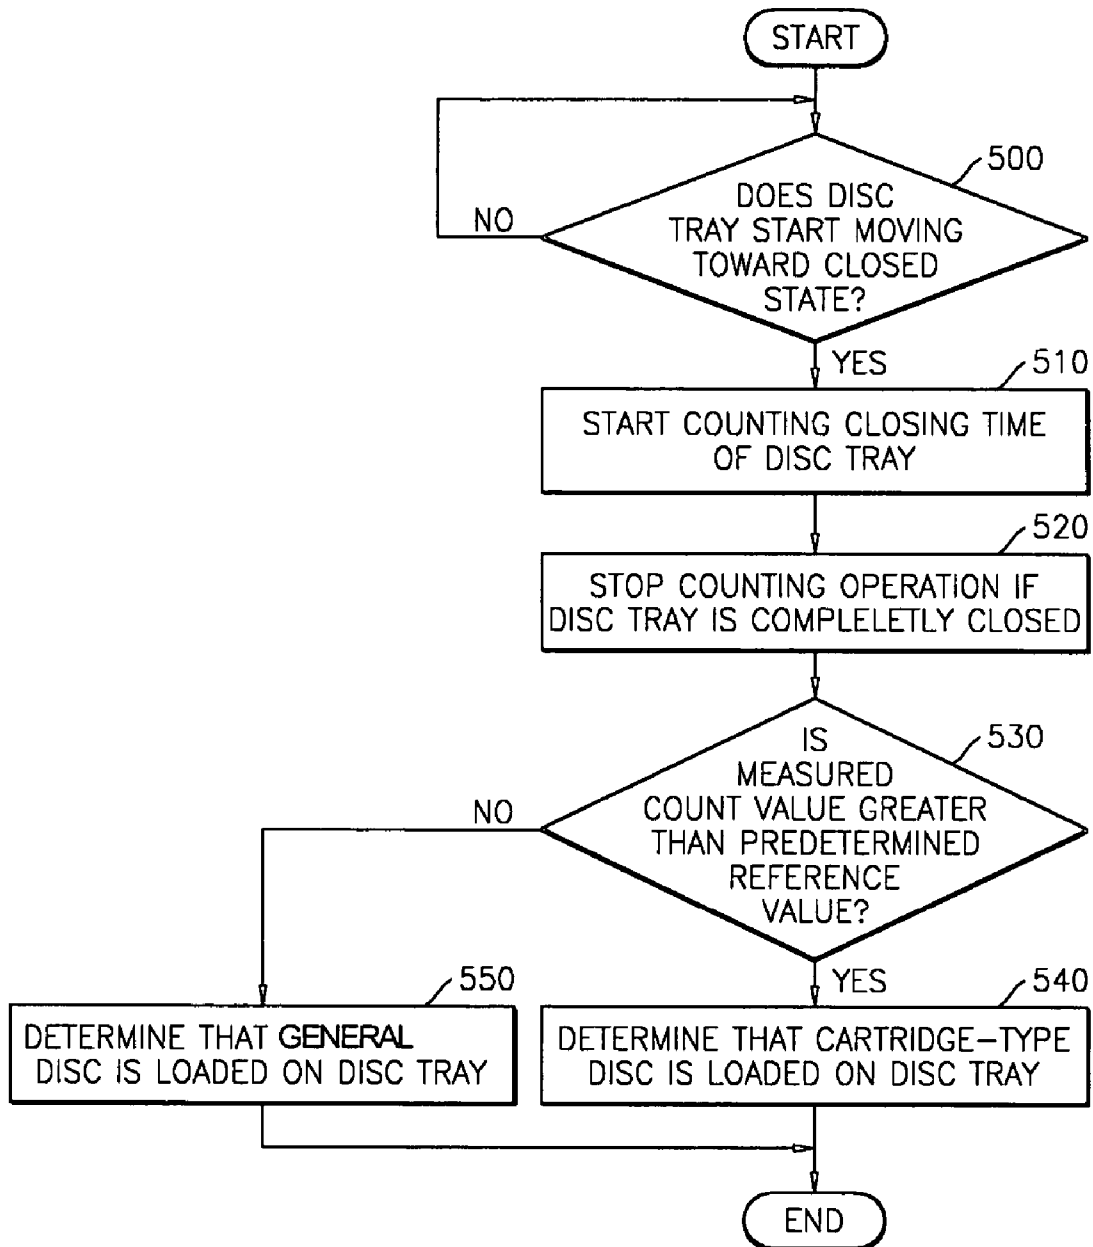 START
500
DOES DISC
TRAY START MOVING
TOWARD CLOSED
STATE?
NO
YES
510
START COUNTING CLOSING TIME
OF DISC TRAY
520
STOP COUNTING OPERATION IF
DISC TRAY IS COMPLELETLY CLOSED
530
IS
MEASURED
COUNT VALUE GREATER
THAN PREDETERMINED
REFERENCE
VALUE?
NO
YES
550
DETERMINE THAT GENERAL
DISC IS LOADED ON DISC TRAY
540
DETERMINE THAT CARTRIDGE-TYPE
DISC IS LOADED ON DISC TRAY
END